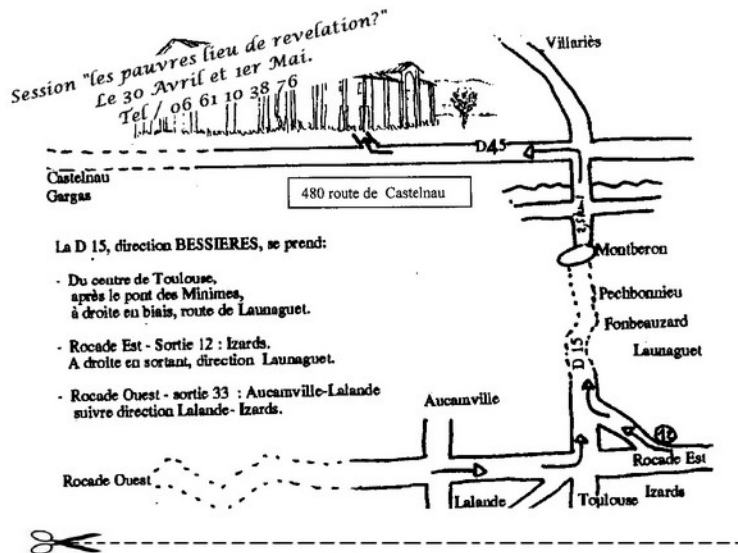 Session "les pauvres lieu de revelation?"
Le 30 Avril et 1er Mai.
Tel / 06 61 10 38 76
Villariès
D45
Castelnau
Gargas
480 route de Castelnau
La D 15, direction BESSIERES, se prend:
- Du centre de Toulouse,
après le pont des Minimes,
à droite en biais, route de Launaguet.
- Rocade Est - Sortie 12 : Izards.
A droite en sortant, direction Launaguet.
- Rocade Ouest - sortie 33 : Aucamville-Lalande
suivre direction Lalande- Izards.
Montberon
Pechbonnieu
Fonbeauzard
Launaguet
D 15
Aucamville
12
Rocade Est
Rocade Ouest
Lalande
Toulouse
Izards